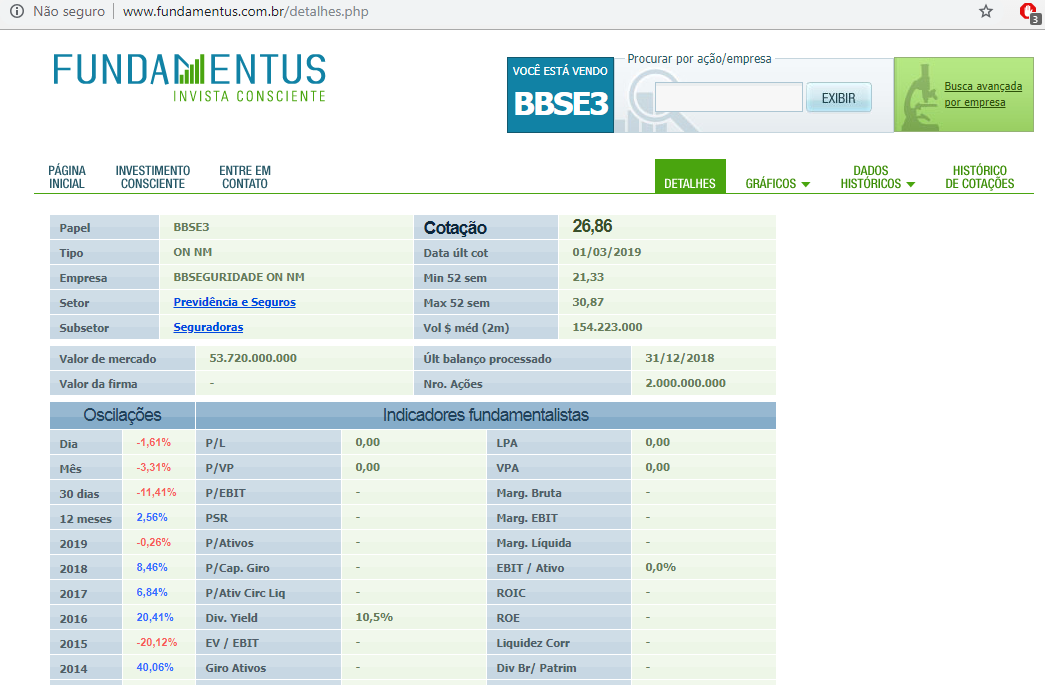 Não seguro | www.fundamentus.com.br/detalhes.php
3
FUNDAMENTUS
INVISTA CONSCIENTE
VOCÊ ESTÁ VENDO
BBSE3
Procurar por ação/empresa
EXIBIR
Busca avançada
por empresa
PÁGINA
INICIAL
INVESTIMENTO
CONSCIENTE
ENTRE EM
CONTATO
DETALHES
GRÁFICOS
DADOS
HISTÓRICOS
HISTÓRICO
DE COTAÇÕES
Papel BBSE3 Cotação 26,86
Tipo ON NM Data últ cot 01/03/2019
Empresa BBSEGURIDADE ON NM Min 52 sem 21,33
Setor Previdência e Seguros Max 52 sem 30,87
Subsetor Seguradoras Vol $ méd (2m) 154.223.000
Valor de mercado 53.720.000.000 Últ balanço processado 31/12/2018
Valor da firma - Nro. Ações 2.000.000.000
Oscilações Indicadores fundamentalistas
Dia -1,61% P/L 0,00 LPA 0,00
Mês -3,31% P/VP 0,00 VPA 0,00
30 dias -11,41% P/EBIT - Marg. Bruta -
12 meses 2,56% PSR - Marg. EBIT -
2019 -0,26% P/Ativos - Marg. Líquida -
2018 8,46% P/Cap. Giro - EBIT / Ativo 0,0%
2017 6,84% P/Ativ Circ Liq - ROIC -
2016 20,41% Div. Yield 10,5% ROE -
2015 -20,12% EV / EBIT - Liquidez Corr -
2014 40,06% Giro Ativos - Div Br/ Patrim -